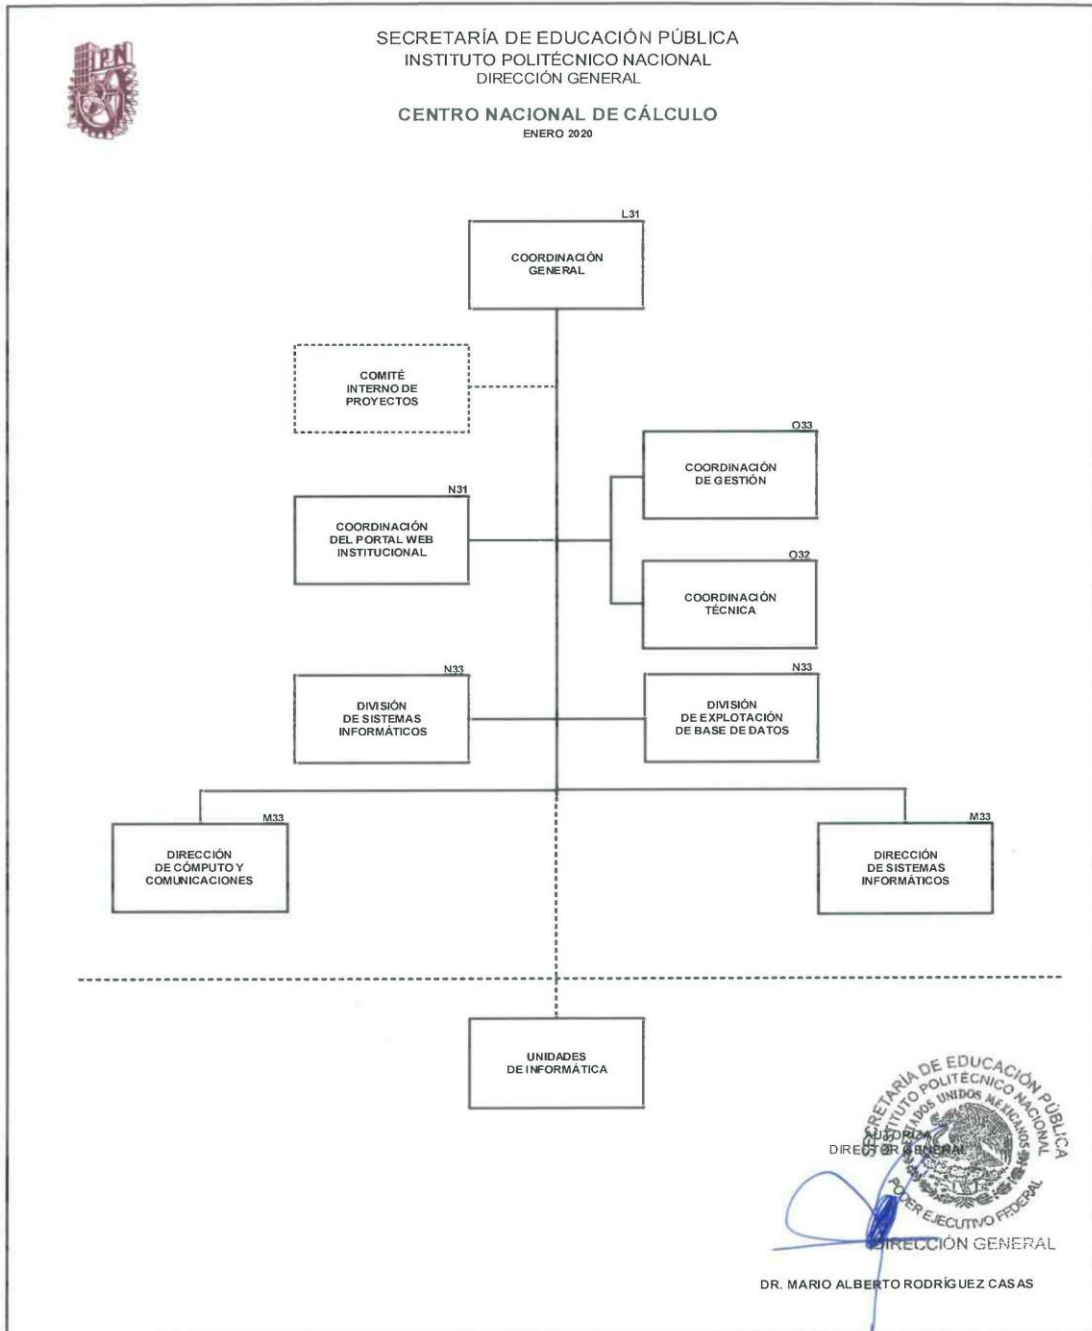 IPN
SECRETARÍA DE EDUCACIÓN PÚBLICA
INSTITUTO POLITÉCNICO NACIONAL
DIRECCIÓN GENERAL
CENTRO NACIONAL DE CÁLCULO
ENERO 2020
L31
COORDINACIÓN
GENERAL
COMITÉ
INTERNO DE
PROYECTOS
O33
COORDINACIÓN
DE GESTIÓN
N31
COORDINACIÓN
DEL PORTAL WEB
INSTITUCIONAL
O32
COORDINACIÓN
TÉCNICA
N33
DIVISIÓN
DE SISTEMAS
INFORMÁTICOS
N33
DIVISIÓN
DE EXPLOTACIÓN
DE BASE DE DATOS
M33
DIRECCIÓN
DE CÓMPUTO Y
COMUNICACIONES
M33
DIRECCIÓN
DE SISTEMAS
INFORMÁTICOS
UNIDADES
DE INFORMÁTICA
SECRETARÍA DE EDUCACIÓN PÚBLICA
INSTITUTO POLITÉCNICO NACIONAL
ESTADOS UNIDOS MEXICANOS
AUTORIZA
DIRECTOR GENERAL
PODER EJECUTIVO FEDERAL
DIRECCIÓN GENERAL
DR. MARIO ALBERTO RODRÍGUEZ CASAS